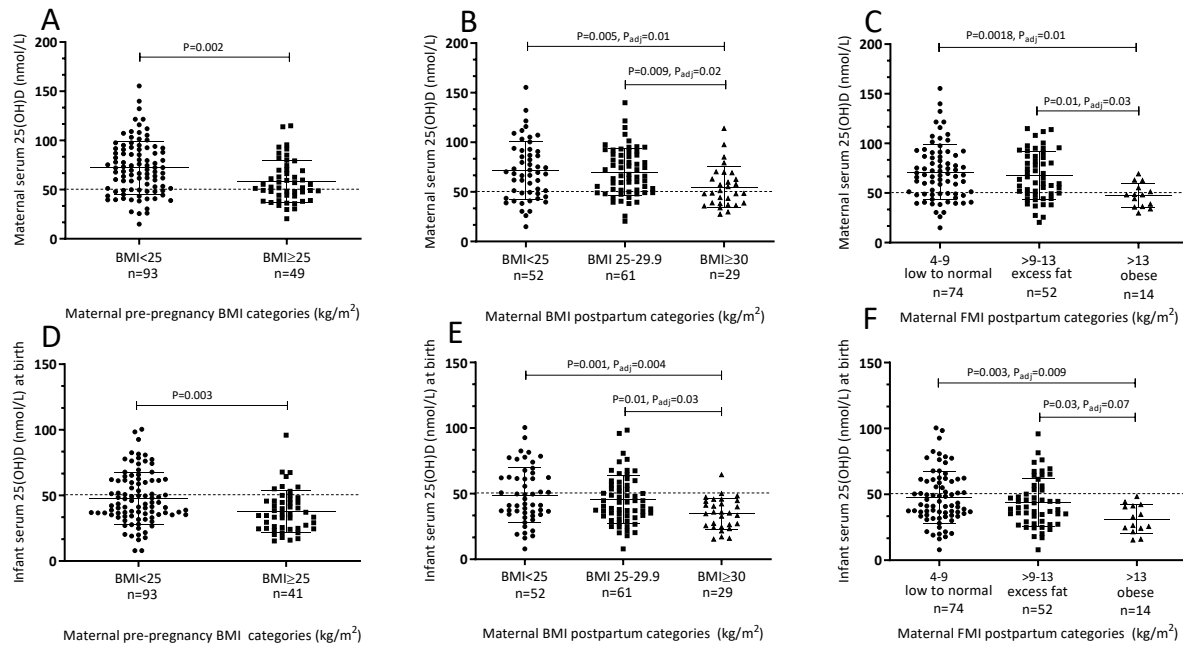 A
Maternal serum 25(OH)D (nmol/L)
200
150
100
50
0
P=0.002
BMI<25
n=93
BMI≥25
n=49
Maternal pre-pregnancy BMI categories (kg/m²)
B
Maternal serum 25(OH)D (nmol/L)
200
150
100
50
0
P=0.005, Padj=0.01
P=0.009, Padj=0.02
BMI<25
n=52
BMI 25-29.9
n=61
BMI≥30
n=29
Maternal BMI postpartum categories (kg/m²)
C
Maternal serum 25(OH)D (nmol/L)
200
150
100
50
0
P=0.0018, Padj=0.01
P=0.01, Padj=0.03
4-9
low to normal
n=74
>9-13
excess fat
n=52
>13
obese
n=14
Maternal FMI postpartum categories (kg/m²)
D
Infant serum 25(OH)D (nmol/L) at birth
150
100
50
0
P=0.003
BMI<25
n=93
BMI≥25
n=41
Maternal pre-pregnancy BMI categories (kg/m²)
E
Infant serum 25(OH)D (nmol/L) at birth
150
100
50
0
P=0.001, Padj=0.004
P=0.01, Padj=0.03
BMI<25
n=52
BMI 25-29.9
n=61
BMI≥30
n=29
Maternal BMI postpartum categories (kg/m²)
F
Infant serum 25(OH)D (nmol/L) at birth
150
100
50
0
P=0.003, Padj=0.009
P=0.03, Padj=0.07
4-9
low to normal
n=74
>9-13
excess fat
n=52
>13
obese
n=14
Maternal FMI postpartum categories (kg/m²)